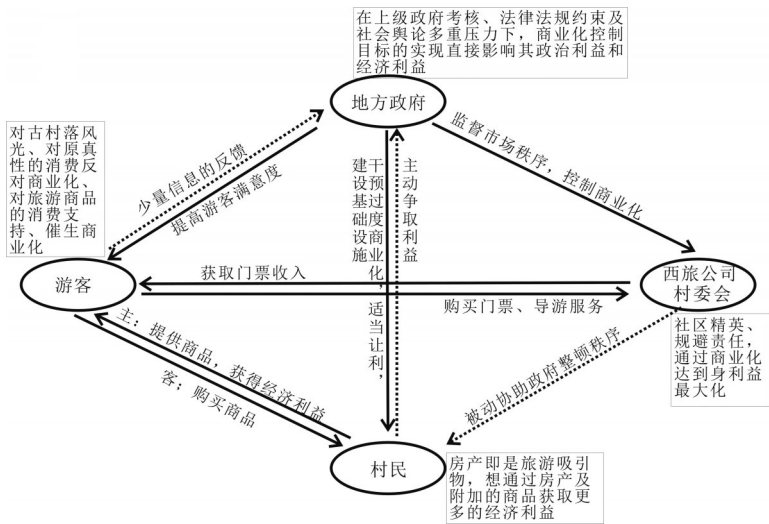 在上级政府考核、法律法规约束及
社会舆论多重压力下，商业化控制
目标的实现直接影响其政治利益和
经济利益
地方政府
对古村落风
光、对原真
性的消费反
对商业化、
对旅游商品
的消费支
持、催生商
业化
少量信息的反馈
提高游客满意度
建设基础设施
干预过度商业化，适当让利，
主动争取利益
监督市场秩序，控制商业化
游客
获取门票收入
购买门票、导游服务
西旅公司
村委会
社区精英、
规避责任，
通过商业化
达到身利益
最大化
主：提供商品，获得经济利益
客：购买商品
被动协助政府整顿秩序
村民
房产即是旅游吸引
物，想通过房产及
附加的商品获取更
多的经济利益